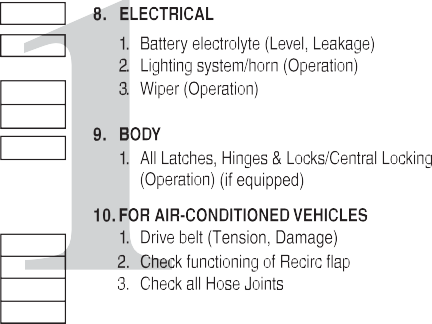 8. ELECTRICAL
1. Battery electrolyte (Level, Leakage)
2. Lighting system/horn (Operation)
3. Wiper (Operation)
9. BODY
1. All Latches, Hinges & Locks/Central Locking
(Operation) (if equipped)
10. FOR AIR-CONDITIONED VEHICLES
1. Drive belt (Tension, Damage)
2. Check functioning of Recirc flap
3. Check all Hose Joints
1